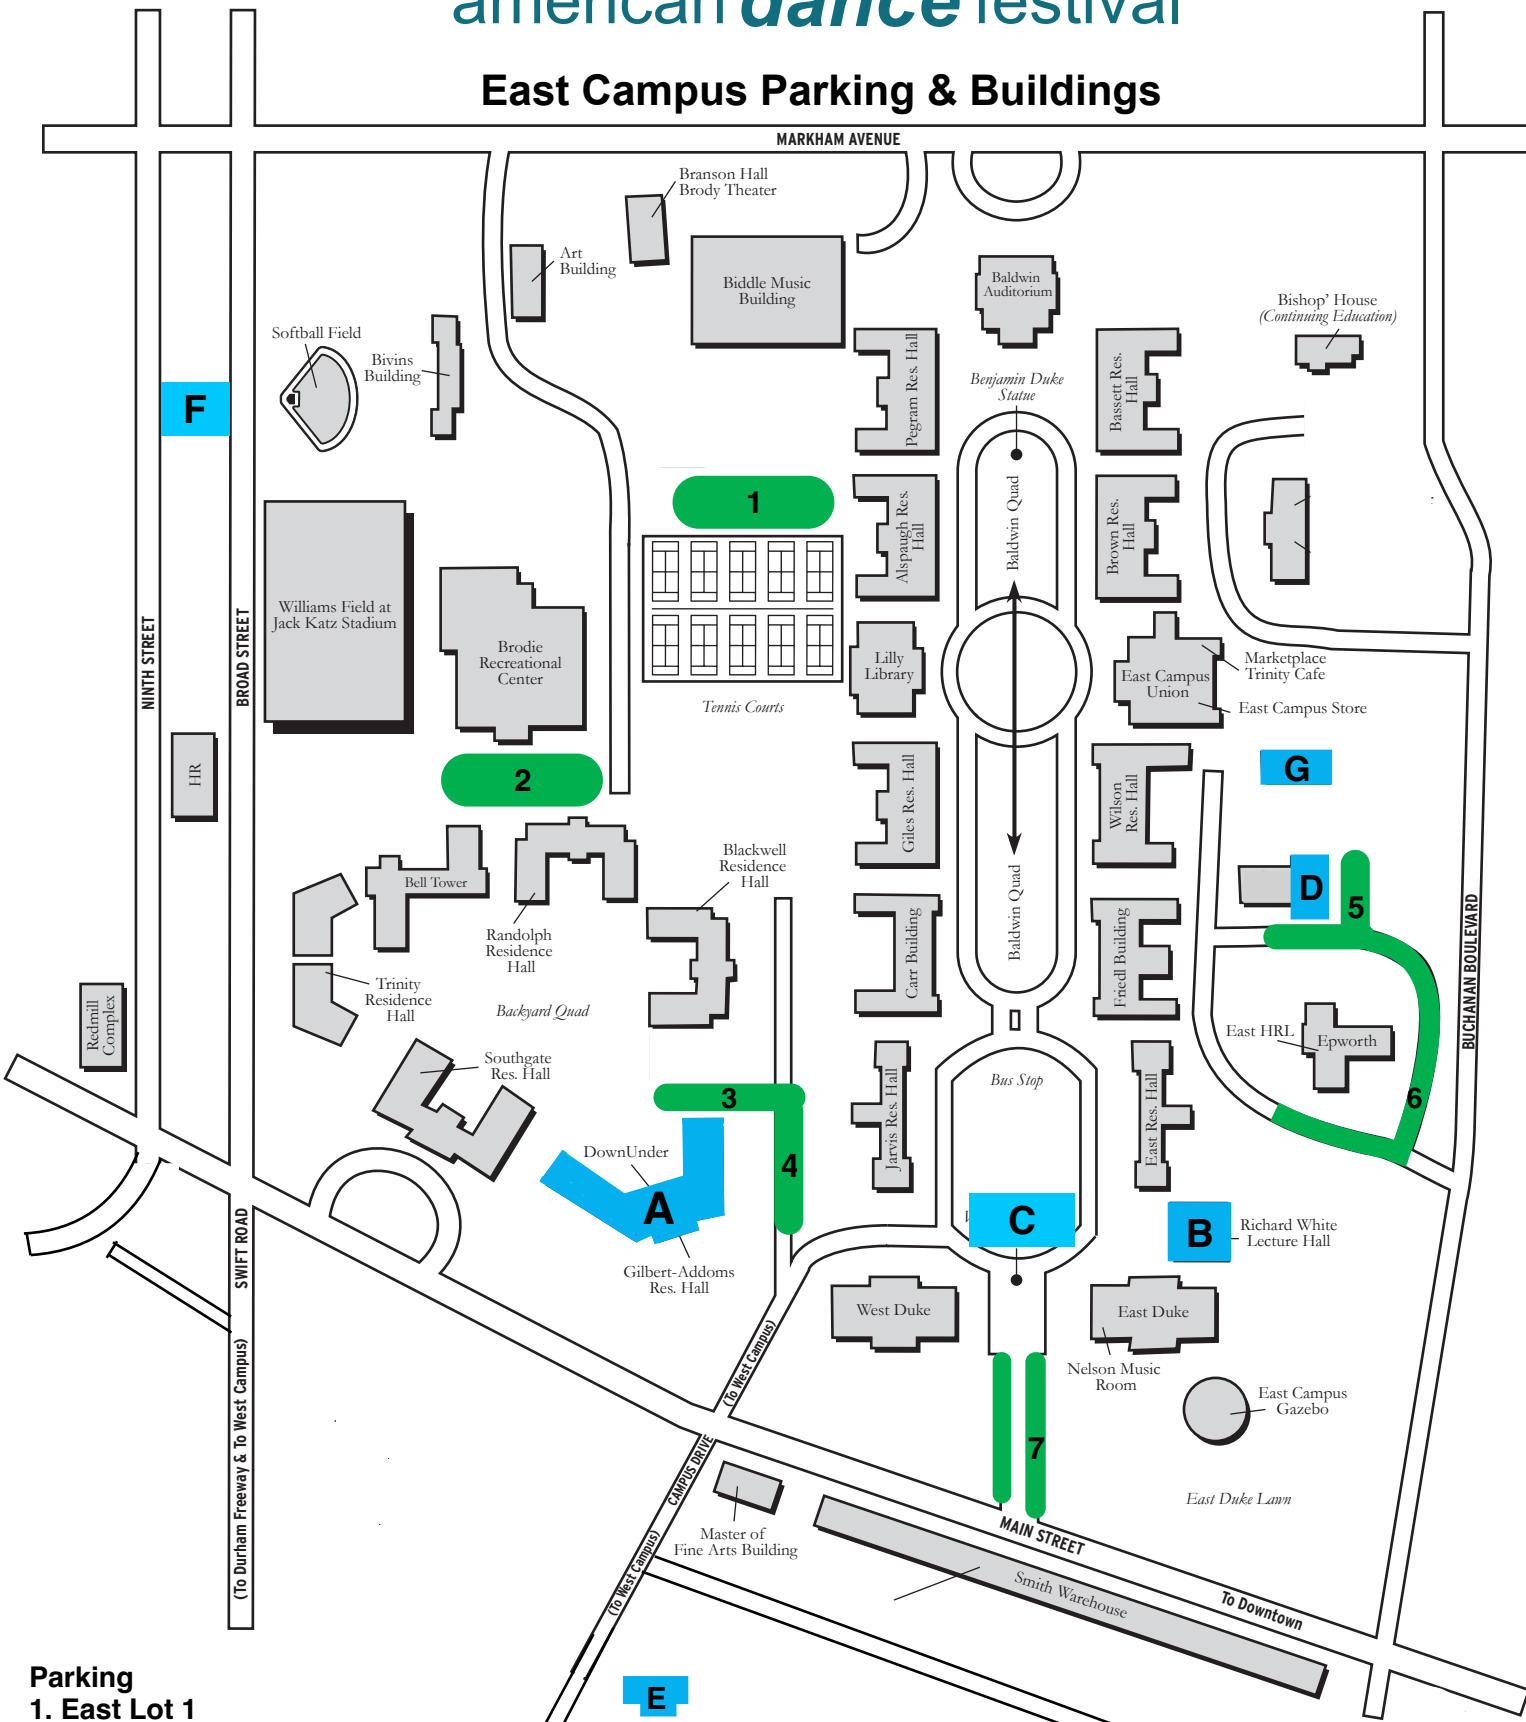 american dance festival
East Campus Parking & Buildings
MARKHAM AVENUE
Branson Hall
Brody Theater
Art
Building
Biddle Music
Building
Baldwin
Auditorium
Bishop' House
(Continuing Education)
Softball Field
Bivins
Building
F
Pegram Res. Hall
Benjamin Duke
Statue
Bassett Res.
Hall
1
Alspaugh Res.
Hall
Baldwin Quad
Brown Res.
Hall
Williams Field at
Jack Katz Stadium
NINTH STREET
BROAD STREET
Brodie
Recreational
Center
Tennis Courts
Lilly
Library
East Campus
Union
Marketplace
Trinity Cafe
East Campus Store
HR
2
Giles Res. Hall
Wilson
Res. Hall
G
Bell Tower
Blackwell
Residence
Hall
D
5
Randolph
Residence
Hall
Carr Building
Baldwin Quad
Friedl Building
BUCHANAN BOULEVARD
Trinity
Residence
Hall
Backyard Quad
Redmill
Complex
East HRL
Epworth
Southgate
Res. Hall
Bus Stop
3
6
Jarvis Res. Hall
East Res. Hall
DownUnder
4
A
C
B
Richard White
Lecture Hall
Gilbert-Addoms
Res. Hall
SWIFT ROAD
West Duke
East Duke
(To West Campus)
Nelson Music
Room
East Campus
Gazebo
(To Durham Freeway & To West Campus)
CAMPUS DRIVE
7
East Duke Lawn
Master of
Fine Arts Building
MAIN STREET
(To West Campus)
Smith Warehouse
To Downtown
E
Parking
1. East Lot 1